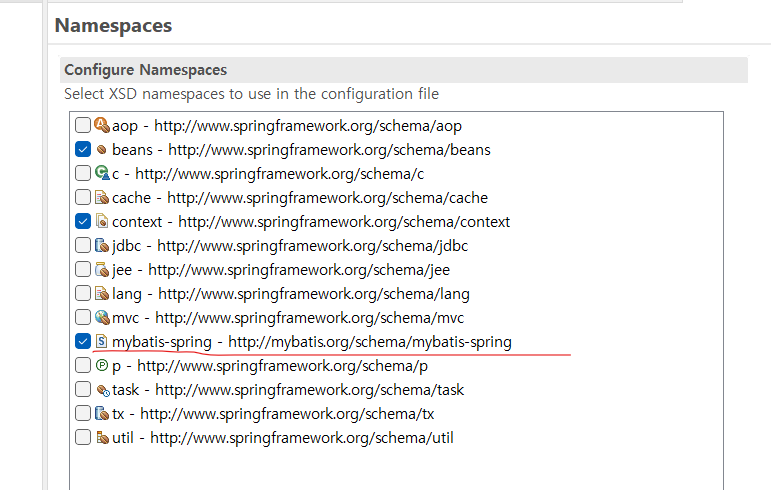 Namespaces
Configure Namespaces
Select XSD namespaces to use in the configuration file
aop - http://www.springframework.org/schema/aop
beans - http://www.springframework.org/schema/beans
c - http://www.springframework.org/schema/c
cache - http://www.springframework.org/schema/cache
context - http://www.springframework.org/schema/context
jdbc - http://www.springframework.org/schema/jdbc
jee - http://www.springframework.org/schema/jee
lang - http://www.springframework.org/schema/lang
mvc - http://www.springframework.org/schema/mvc
mybatis-spring - http://mybatis.org/schema/mybatis-spring
p - http://www.springframework.org/schema/p
task - http://www.springframework.org/schema/task
tx - http://www.springframework.org/schema/tx
util - http://www.springframework.org/schema/util